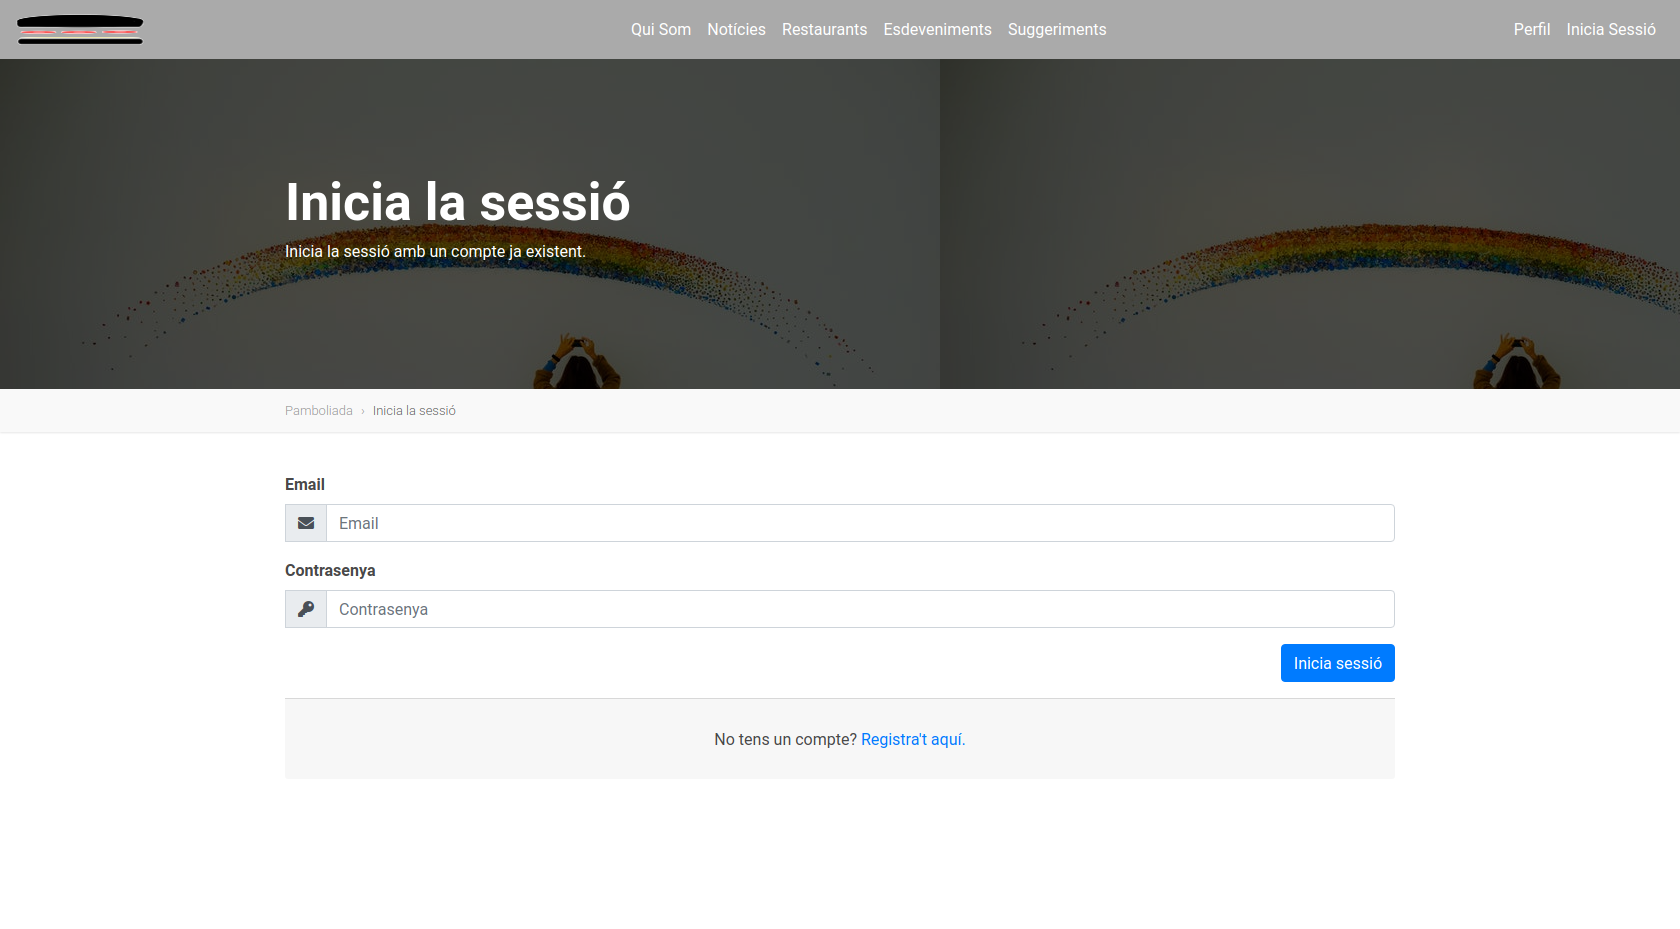 Qui Som Notícies Restaurants Esdeveniments Suggeriments Perfil Inicia Sessió
Inicia la sessió
Inicia la sessió amb un compte ja existent.
Pamboliada › Inicia la sessió
Email
Email
Contrasenya
Contrasenya
Inicia sessió
No tens un compte? Registra't aquí.